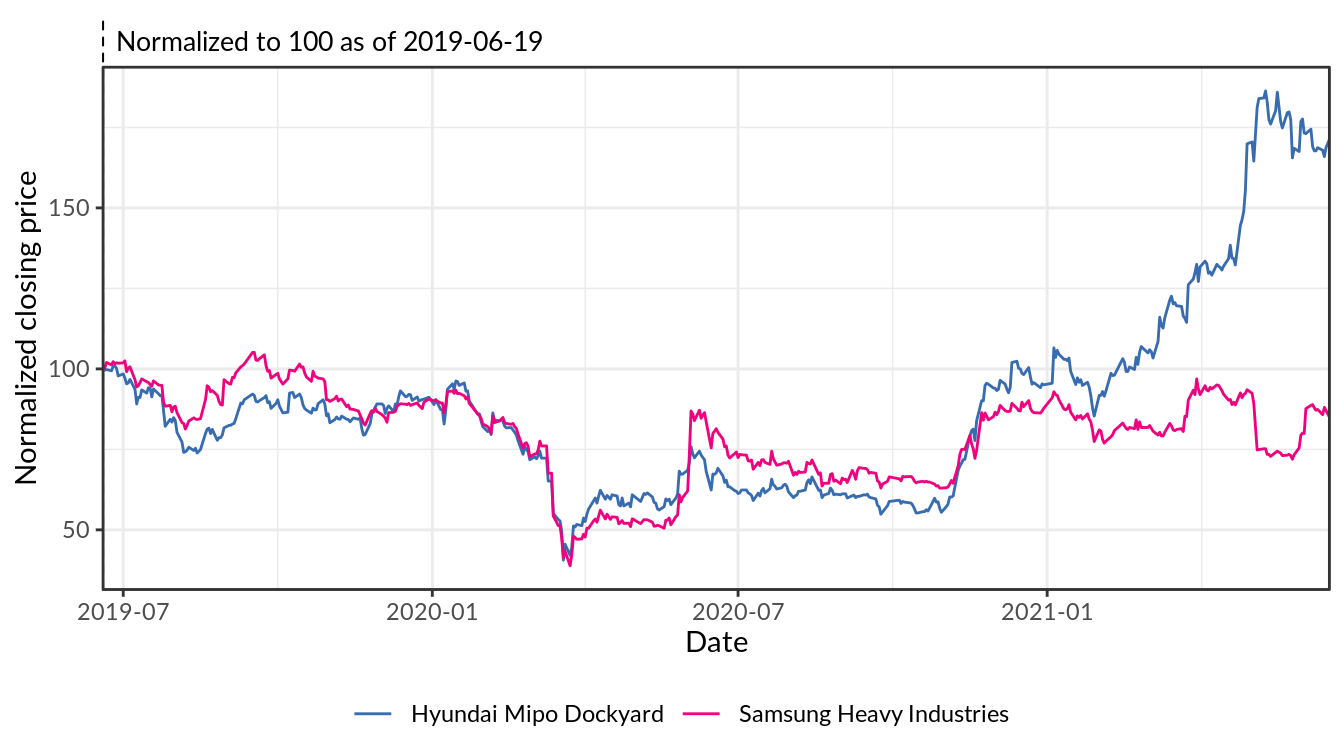 Normalized to 100 as of 2019-06-19
Normalized closing price
150
100
50
2019-07
2020-01
2020-07
2021-01
Date
Hyundai Mipo Dockyard
Samsung Heavy Industries